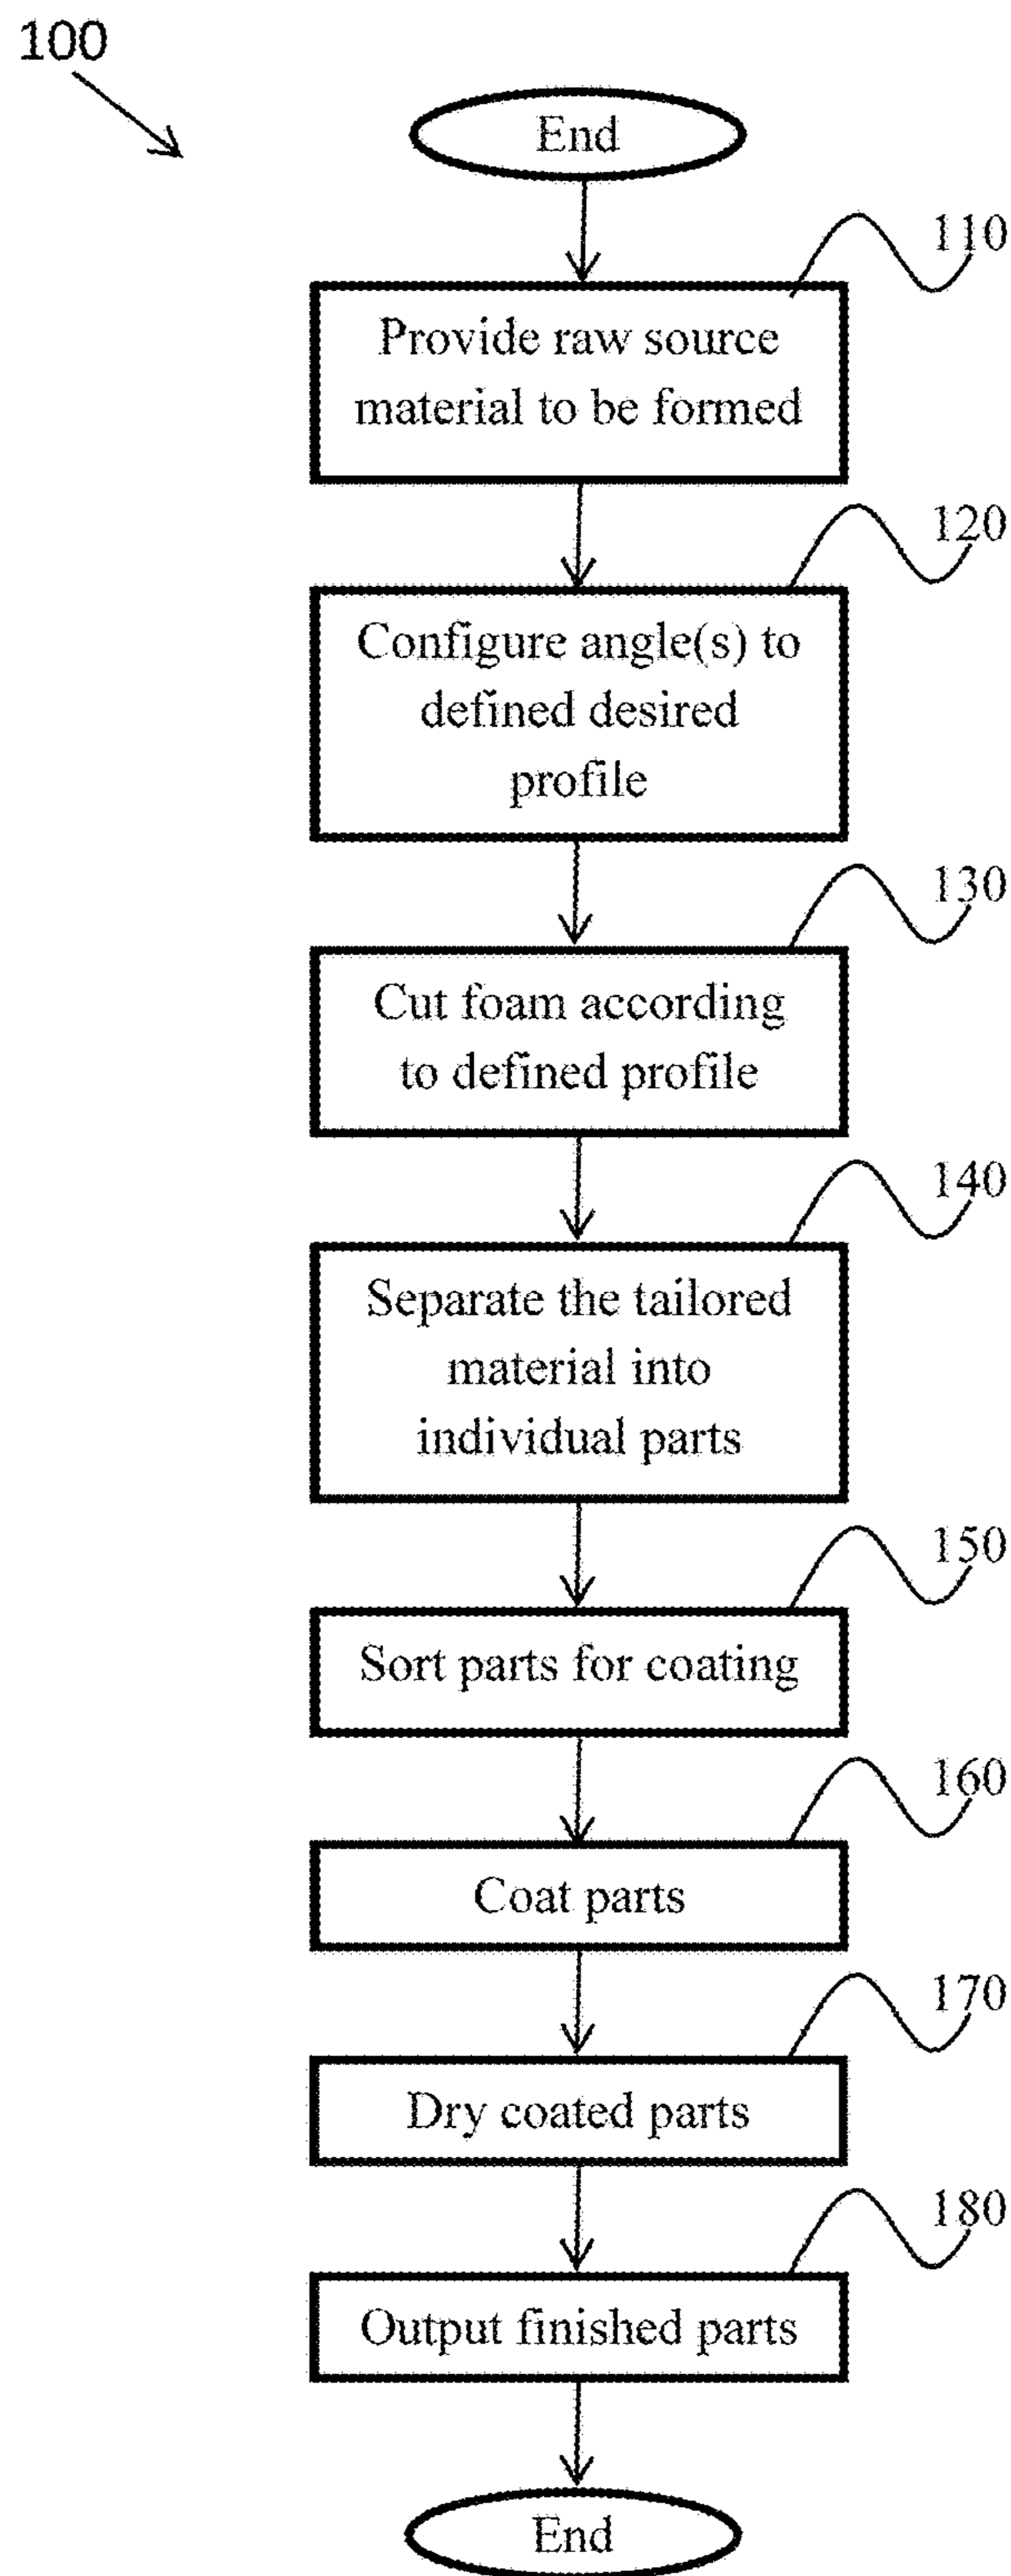 100
End
110
Provide raw source
material to be formed
120
Configure angle(s) to
defined desired
profile
130
Cut foam according
to defined profile
140
Separate the tailored
material into
individual parts
150
Sort parts for coating
160
Coat parts
170
Dry coated parts
180
Output finished parts
End